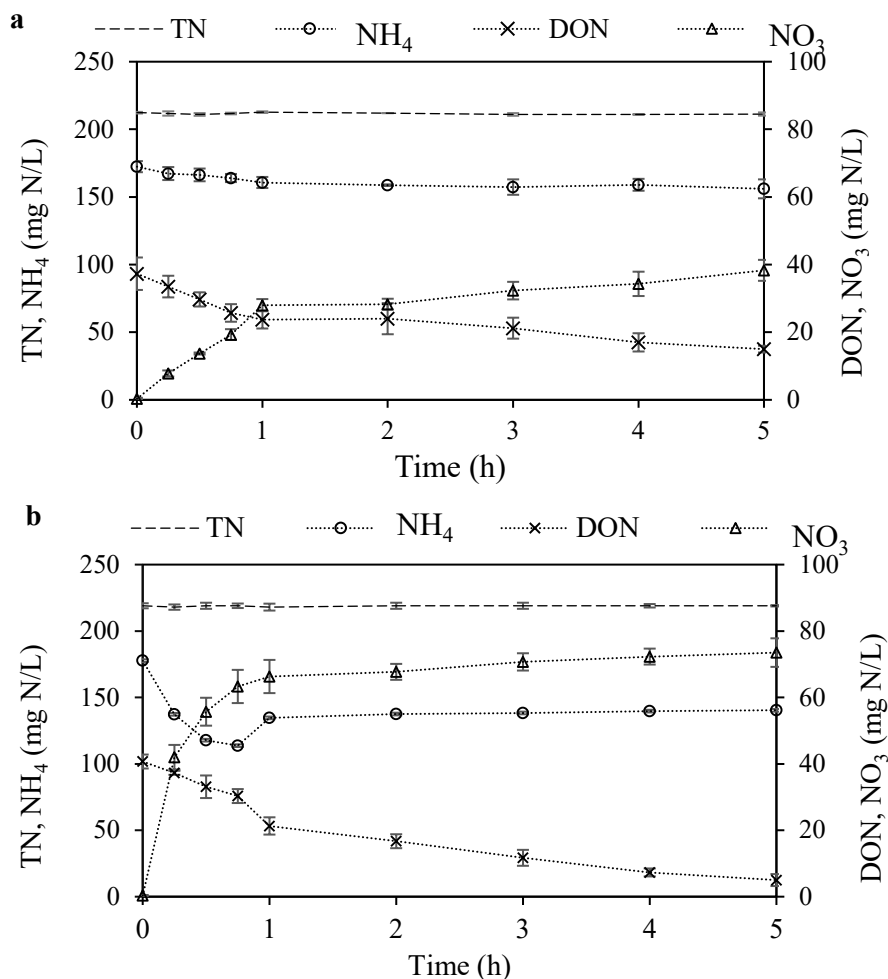 a
TN NH₄ DON NO₃
250 100
200 80
150 60
100 40
50 20
0 0
0 1 2 3 4 5
TN, NH₄ (mg N/L)
DON, NO₃ (mg N/L)
Time (h)
b
TN NH₄ DON NO₃
250 100
200 80
150 60
100 40
50 20
0 0
0 1 2 3 4 5
TN, NH₄ (mg N/L)
DON, NO₃ (mg N/L)
Time (h)